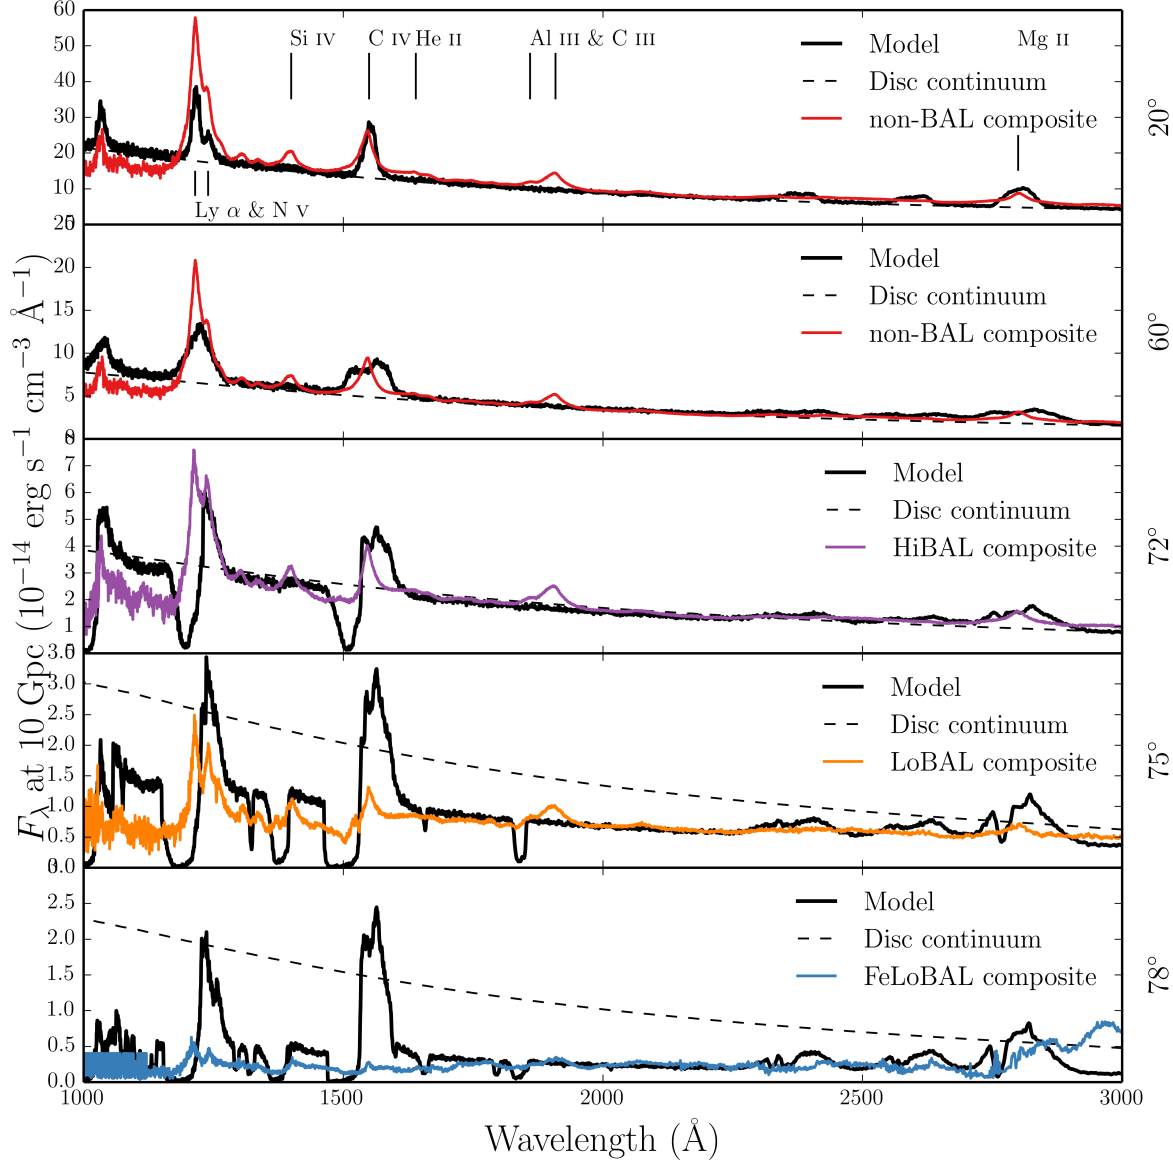 60
50
40
30
20
10
Si IV
C IV
He II
Al III & C III
Mg II
Ly α & N V
Model
Disc continuum
non-BAL composite
20°
25
20
15
10
5
Model
Disc continuum
non-BAL composite
60°
8
7
6
5
4
3
2
1
Model
Disc continuum
HiBAL composite
72°
3.0
2.5
2.0
1.5
1.0
0.5
0.0
Model
Disc continuum
LoBAL composite
75°
3.0
2.5
2.0
1.5
1.0
0.5
0.0
Model
Disc continuum
FeLoBAL composite
78°
1000
1500
2000
2500
3000
Wavelength (Å)
Fλ at 10 Gpc (10−14 erg s−1 cm−3 Å−1)